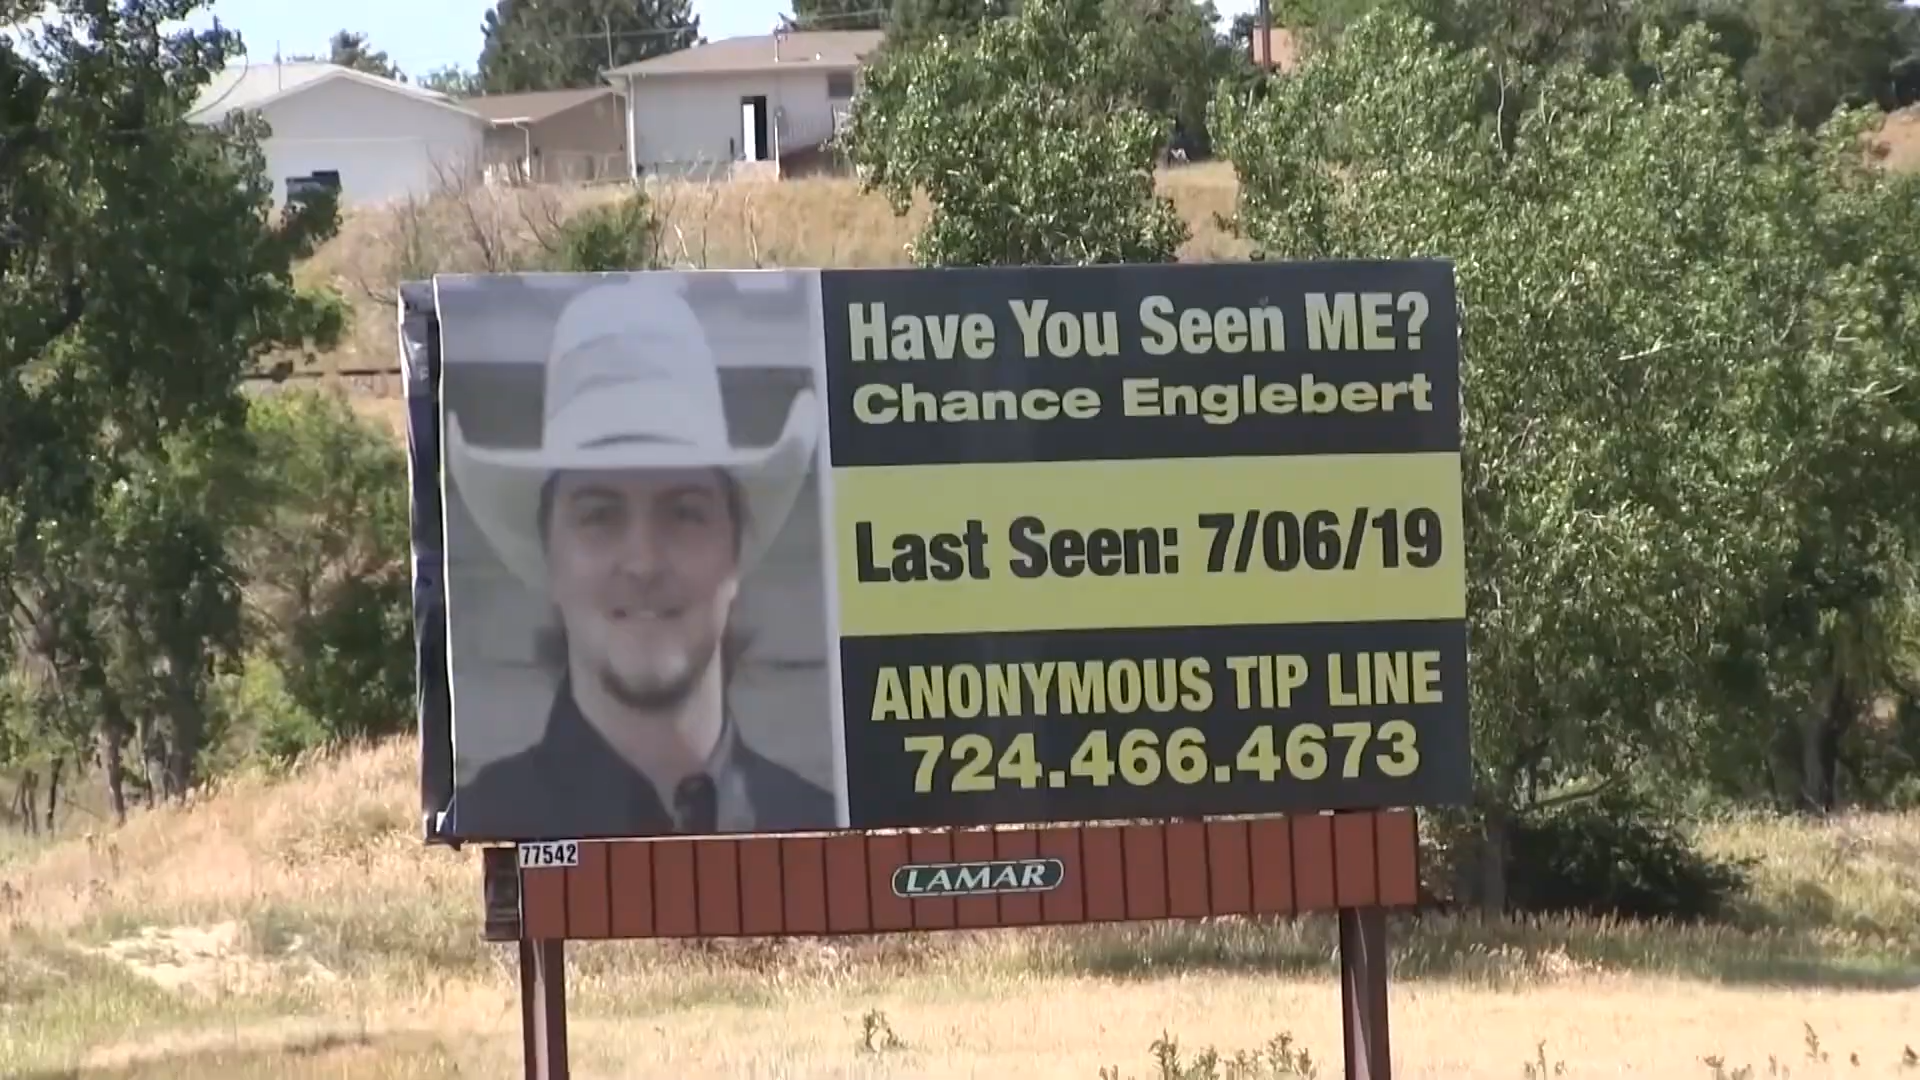 Have You Seen ME?
Chance Englebert
Last Seen: 7/06/19
ANONYMOUS TIP LINE
724.466.4673
77542
LAMAR